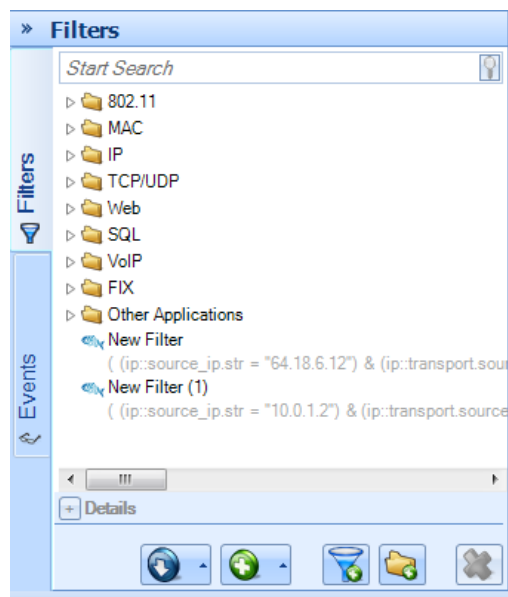 » Filters
Start Search
802.11
MAC
IP
TCP/UDP
Web
SQL
VoIP
FIX
Other Applications
New Filter
( (ip::source_ip.str = "64.18.6.12") & (ip::transport.sour
New Filter (1)
( (ip::source_ip.str = "10.0.1.2") & (ip::transport.source
Details
Filters
Events